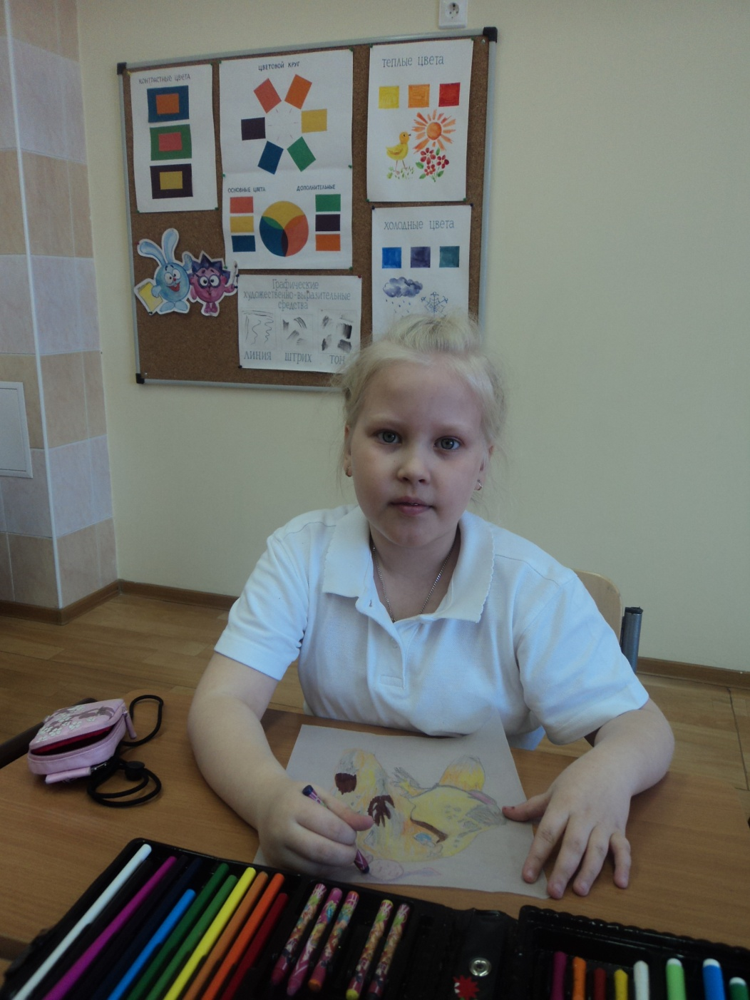 КОНТРАСТНЫЕ ЦВЕТА
ЦВЕТОВОЙ КРУГ
ОСНОВНЫЕ ЦВЕТА
ДОПОЛНИТЕЛЬНЫЕ
ТЕПЛЫЕ ЦВЕТА
ХОЛОДНЫЕ ЦВЕТА
Графические
художественно-выразительные
средства
ЛИНИЯ ШТРИХ ТОН